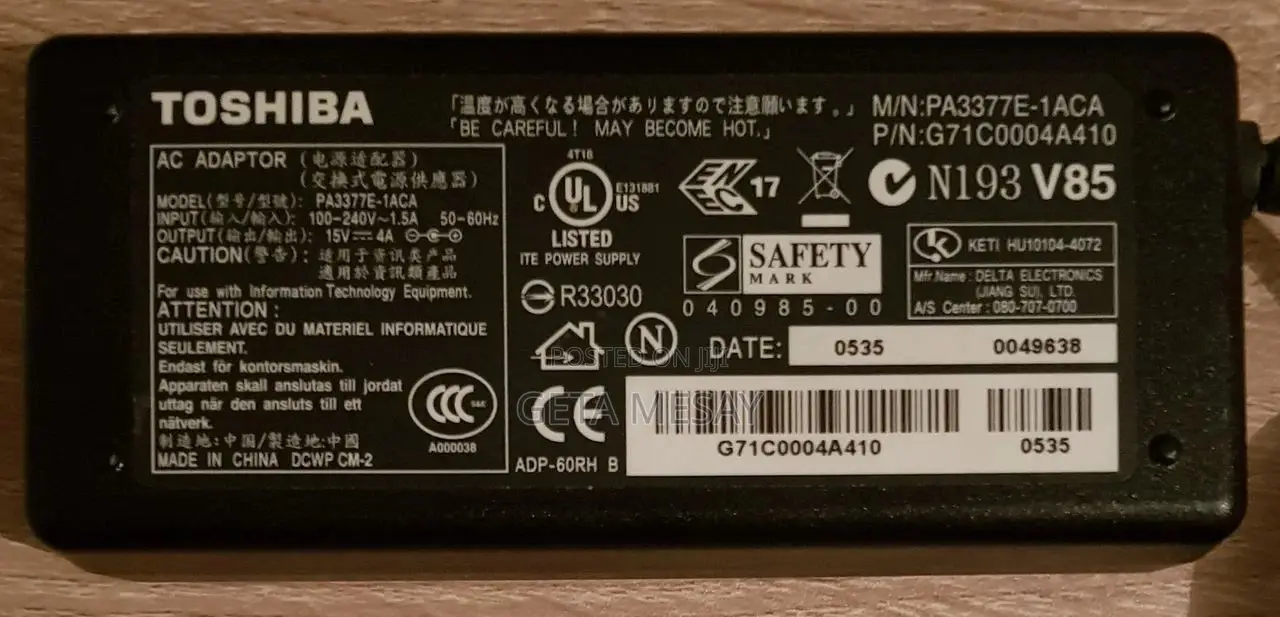 TOSHIBA
「温度が高くなる場合がありますので注意願います。」
「BE CAREFUL! MAY BECOME HOT.」
M/N:PA3377E-1ACA
P/N:G71C0004A410
AC ADAPTOR (电源适配器)
(交換式電源供應器)
MODEL(型号/型號): PA3377E-1ACA
INPUT(输入/輸入): 100-240V~1.5A 50-60Hz
OUTPUT(输出/輸出): 15V⎓4A
CAUTION(警告): 适用于资讯类产品
適用於資訊類產品
For use with Information Technology Equipment.
ATTENTION :
UTILISER AVEC DU MATERIEL INFORMATIQUE
SEULEMENT.
Endast för kontorsmaskin.
Apparaten skall anslutas till jordat
uttag när den ansluts till ett
nätverk.
制造地:中国/製造地:中國
MADE IN CHINA DCWP CM-2
CCC S&E
A000038
4T18
C UL US
E131881
LISTED
ITE POWER SUPPLY
R33030
N
CE
ADP-60RH B
ENEC 17
N193 V85
S SAFETY
MARK
040985-00
KETI HU10104-4072
Mfr.Name : DELTA ELECTRONICS
(JIANG SU). LTD.
A/S Center : 080-707-0700
DATE: 0535 0049638
G71C0004A410 0535
POSTED ON JIJI
GETA MESAY